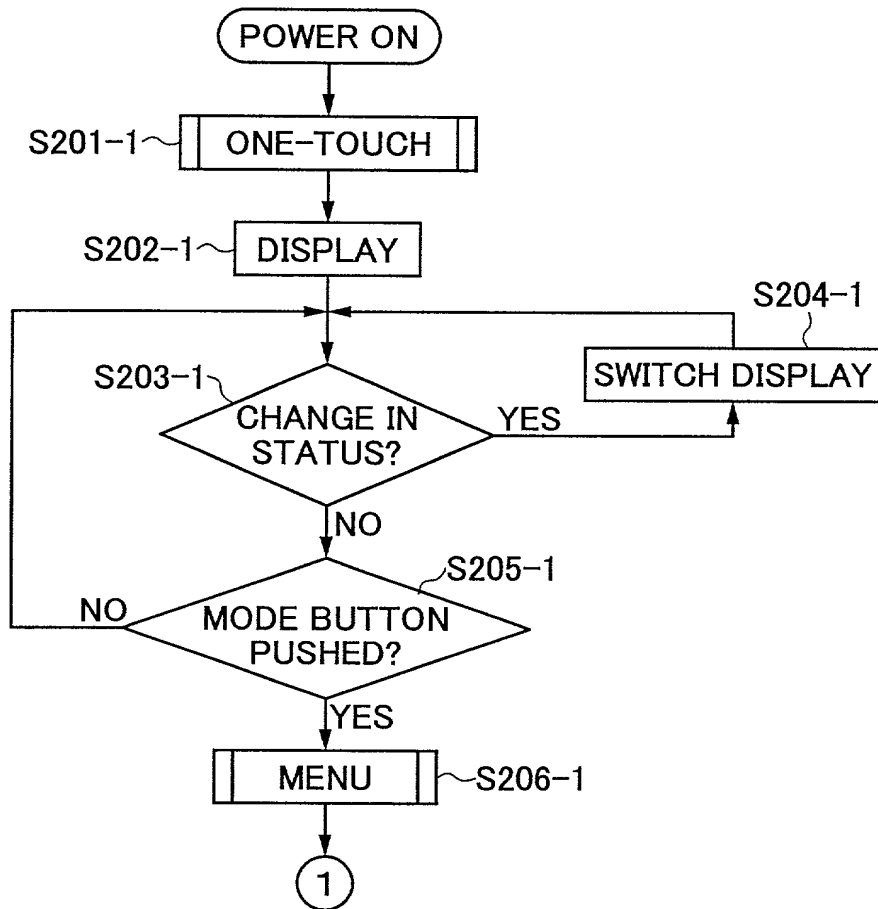 POWER ON
S201-1
ONE-TOUCH
S202-1
DISPLAY
S204-1
SWITCH DISPLAY
S203-1
CHANGE IN
STATUS?
YES
NO
S205-1
NO
MODE BUTTON
PUSHED?
YES
MENU
S206-1
1